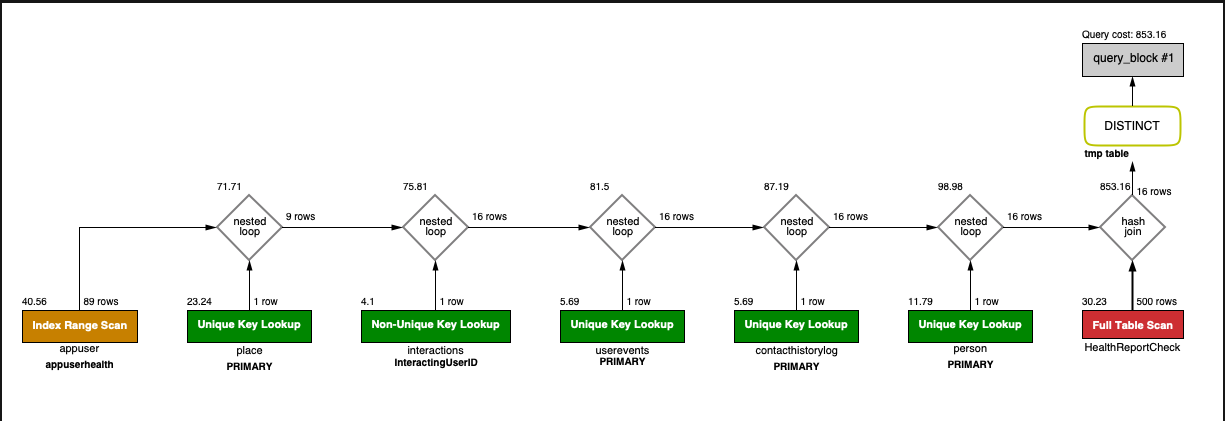 Query cost: 853.16
query_block #1
DISTINCT
tmp table
71.71
75.81
81.5
87.19
98.98
853.16
16 rows
nested
loop
9 rows
nested
loop
16 rows
nested
loop
16 rows
nested
loop
16 rows
nested
loop
16 rows
hash
join
40.56
89 rows
23.24
1 row
4.1
1 row
5.69
1 row
5.69
1 row
11.79
1 row
30.23
500 rows
Index Range Scan
Unique Key Lookup
Non-Unique Key Lookup
Unique Key Lookup
Unique Key Lookup
Unique Key Lookup
Full Table Scan
appuser
place
interactions
userevents
contacthistorylog
person
HealthReportCheck
appuserhealth
PRIMARY
InteractingUserID
PRIMARY
PRIMARY
PRIMARY